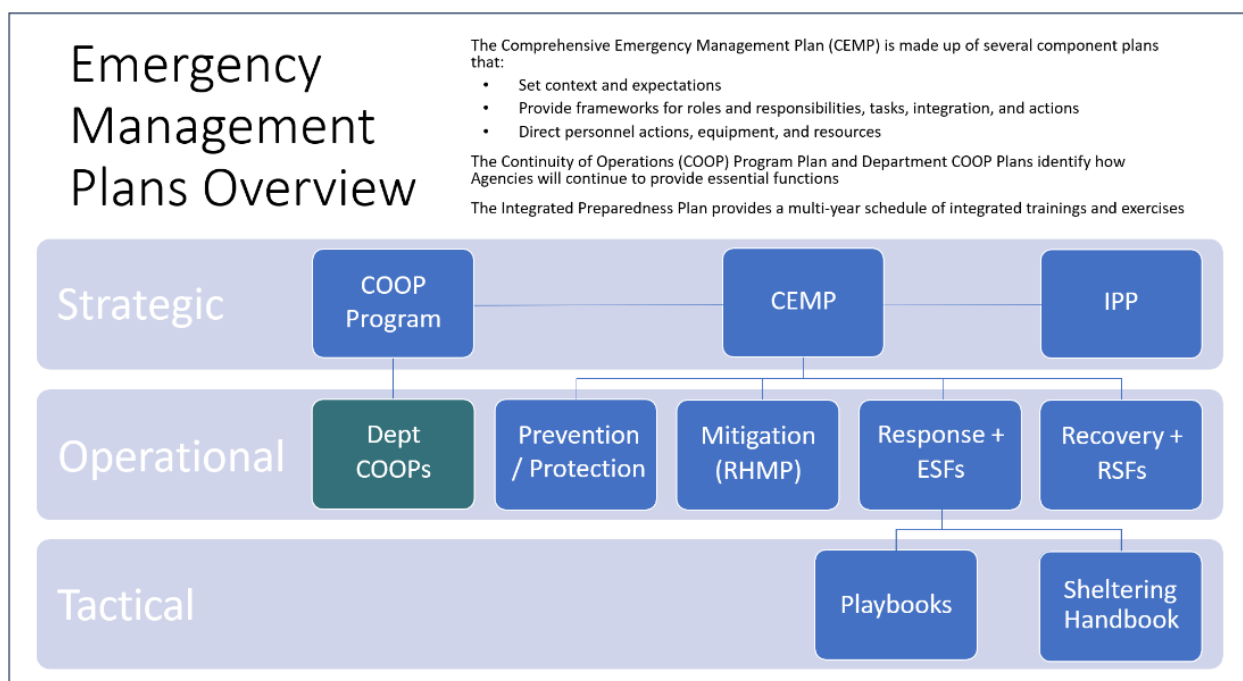 Emergency
Management
Plans Overview
The Comprehensive Emergency Management Plan (CEMP) is made up of several component plans
that:
• Set context and expectations
• Provide frameworks for roles and responsibilities, tasks, integration, and actions
• Direct personnel actions, equipment, and resources
The Continuity of Operations (COOP) Program Plan and Department COOP Plans identify how
Agencies will continue to provide essential functions
The Integrated Preparedness Plan provides a multi-year schedule of integrated trainings and exercises
Strategic
COOP
Program
CEMP
IPP
Operational
Dept
COOPs
Prevention
/ Protection
Mitigation
(RHMP)
Response +
ESFs
Recovery +
RSFs
Tactical
Playbooks
Sheltering
Handbook